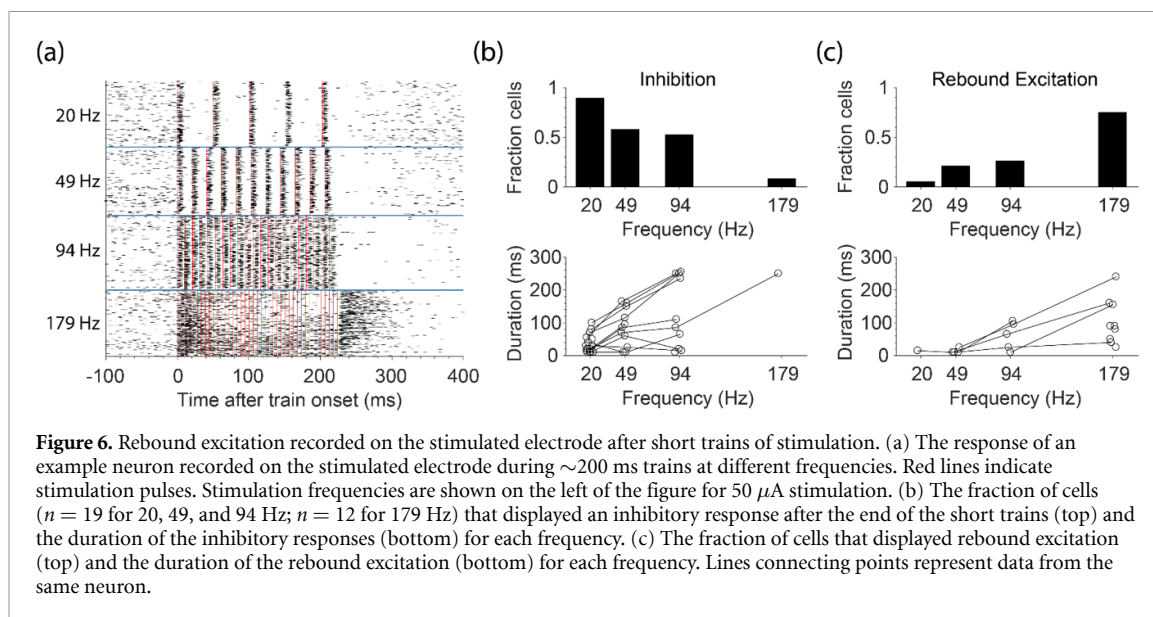 (a)
20 Hz
49 Hz
94 Hz
179 Hz
-100 0 100 200 300 400
Time after train onset (ms)
(b)
Inhibition
Fraction cells
1
0.5
0
20 49 94 179
Frequency (Hz)
Duration (ms)
300
200
100
0
20 49 94 179
Frequency (Hz)
(c)
Rebound Excitation
Fraction cells
1
0.5
0
20 49 94 179
Frequency (Hz)
Duration (ms)
300
200
100
0
20 49 94 179
Frequency (Hz)
Figure 6. Rebound excitation recorded on the stimulated electrode after short trains of stimulation. (a) The response of an
example neuron recorded on the stimulated electrode during ∼200 ms trains at different frequencies. Red lines indicate
stimulation pulses. Stimulation frequencies are shown on the left of the figure for 50 μA stimulation. (b) The fraction of cells
(n = 19 for 20, 49, and 94 Hz; n = 12 for 179 Hz) that displayed an inhibitory response after the end of the short trains (top) and
the duration of the inhibitory responses (bottom) for each frequency. (c) The fraction of cells that displayed rebound excitation
(top) and the duration of the rebound excitation (bottom) for each frequency. Lines connecting points represent data from the
same neuron.